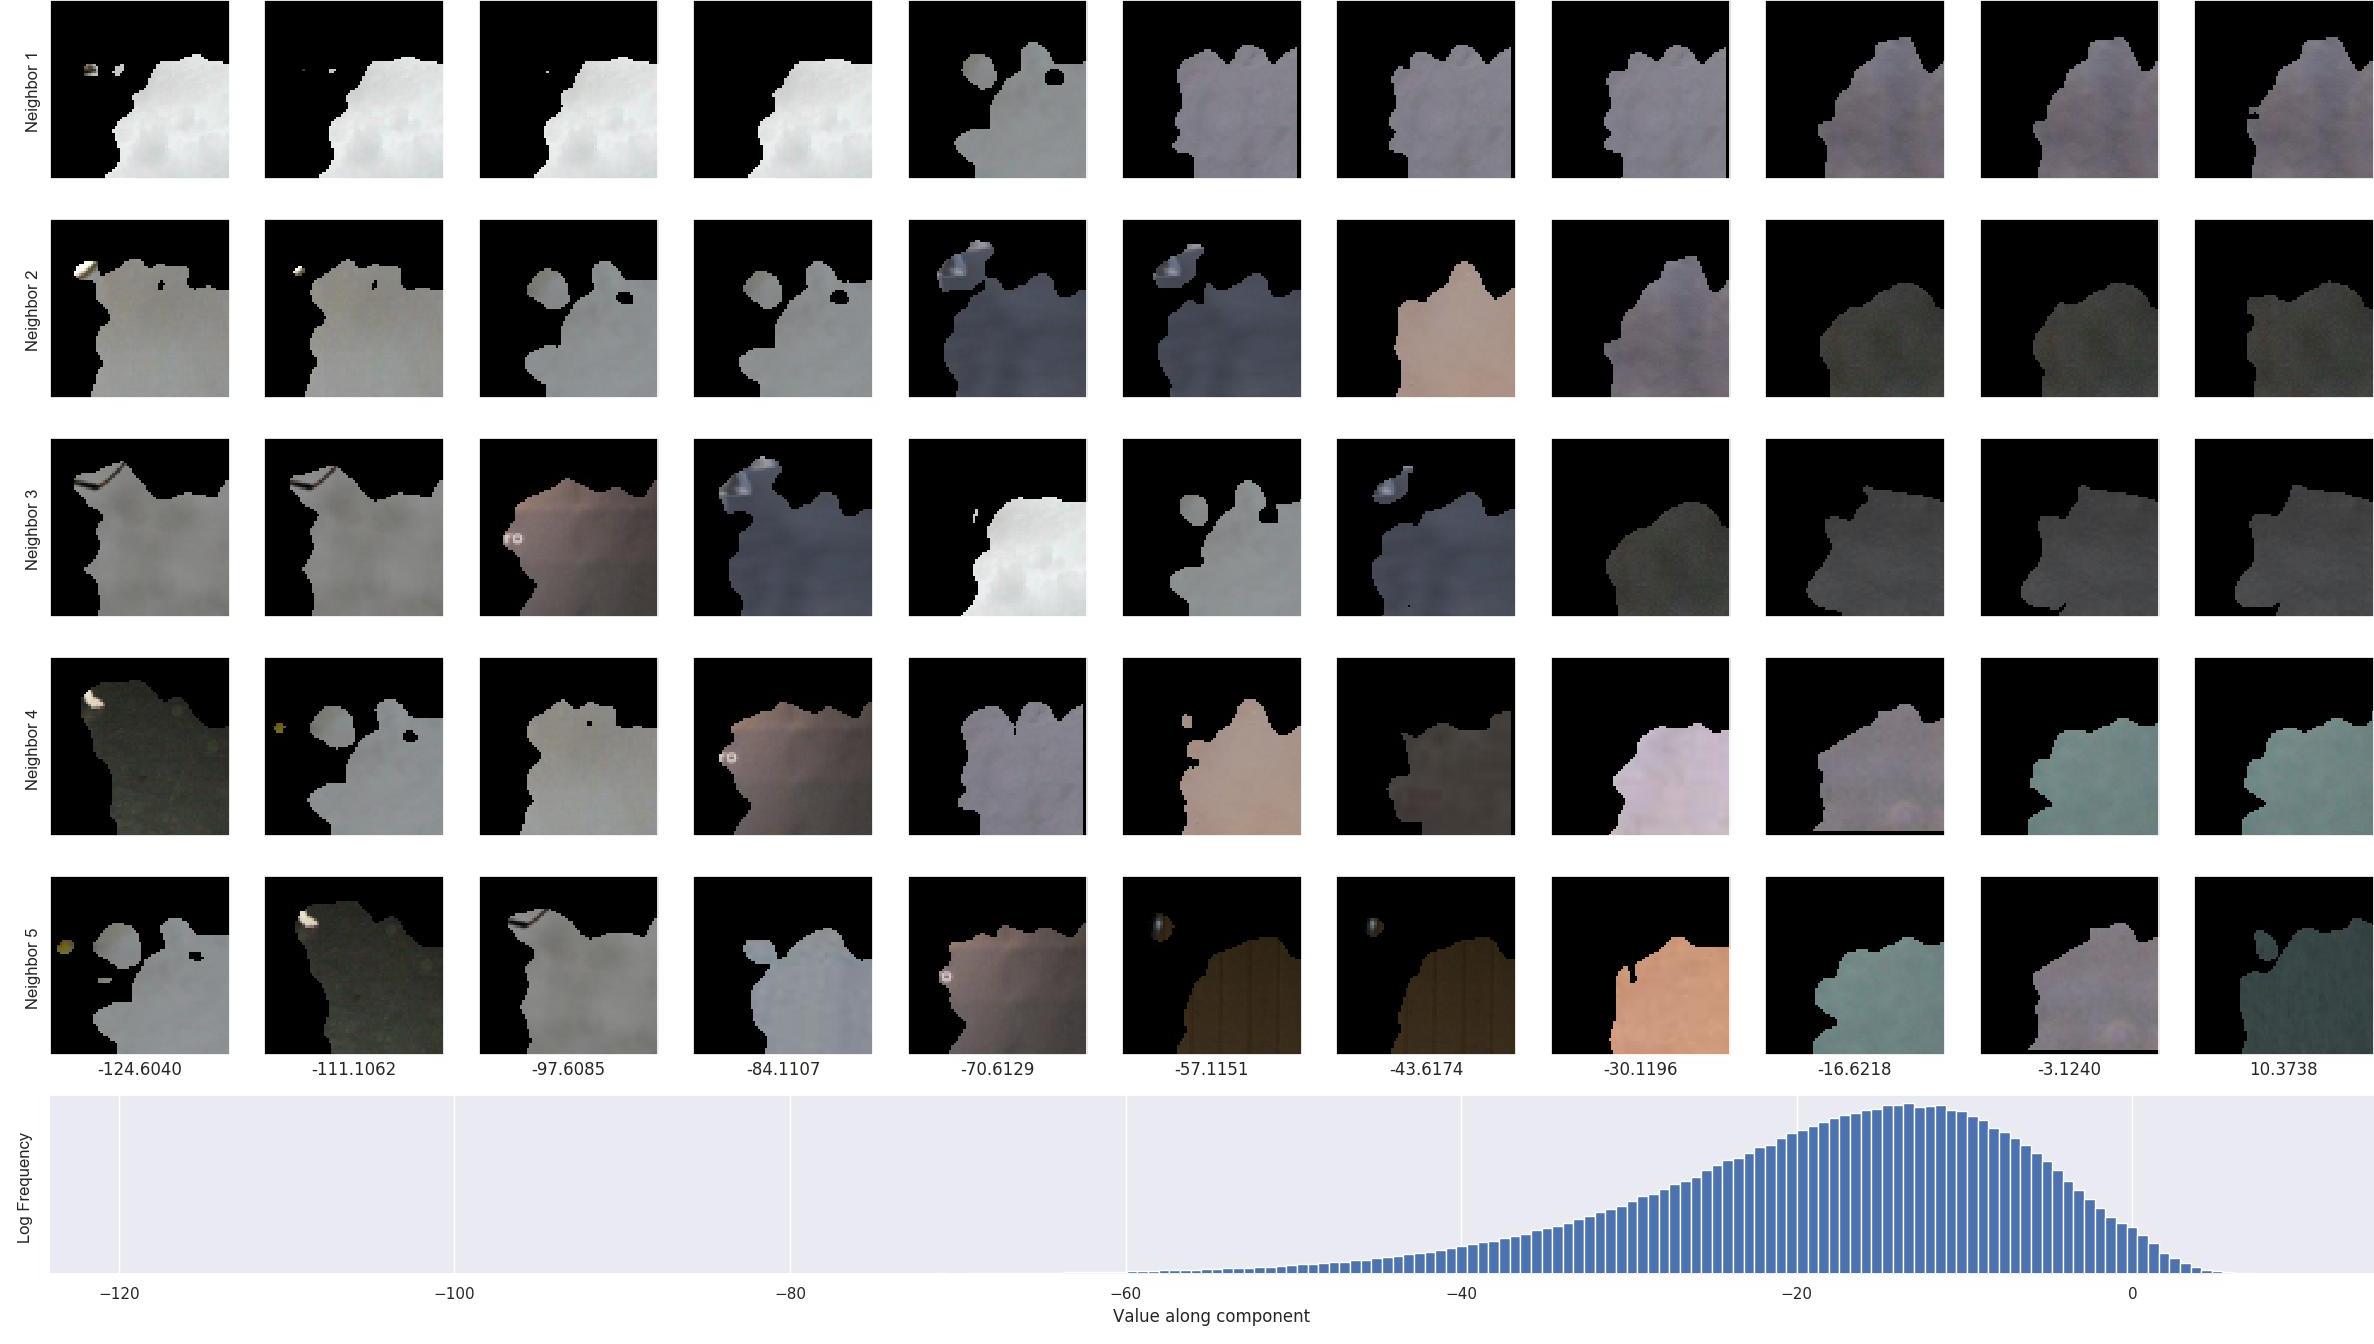 Neighbor 1
Neighbor 2
Neighbor 3
Neighbor 4
Neighbor 5
-124.6040 -111.1062 -97.6085 -84.1107 -70.6129 -57.1151 -43.6174 -30.1196 -16.6218 -3.1240 10.3738
Log Frequency
−120 −100 −80 −60 −40 −20 0
Value along component